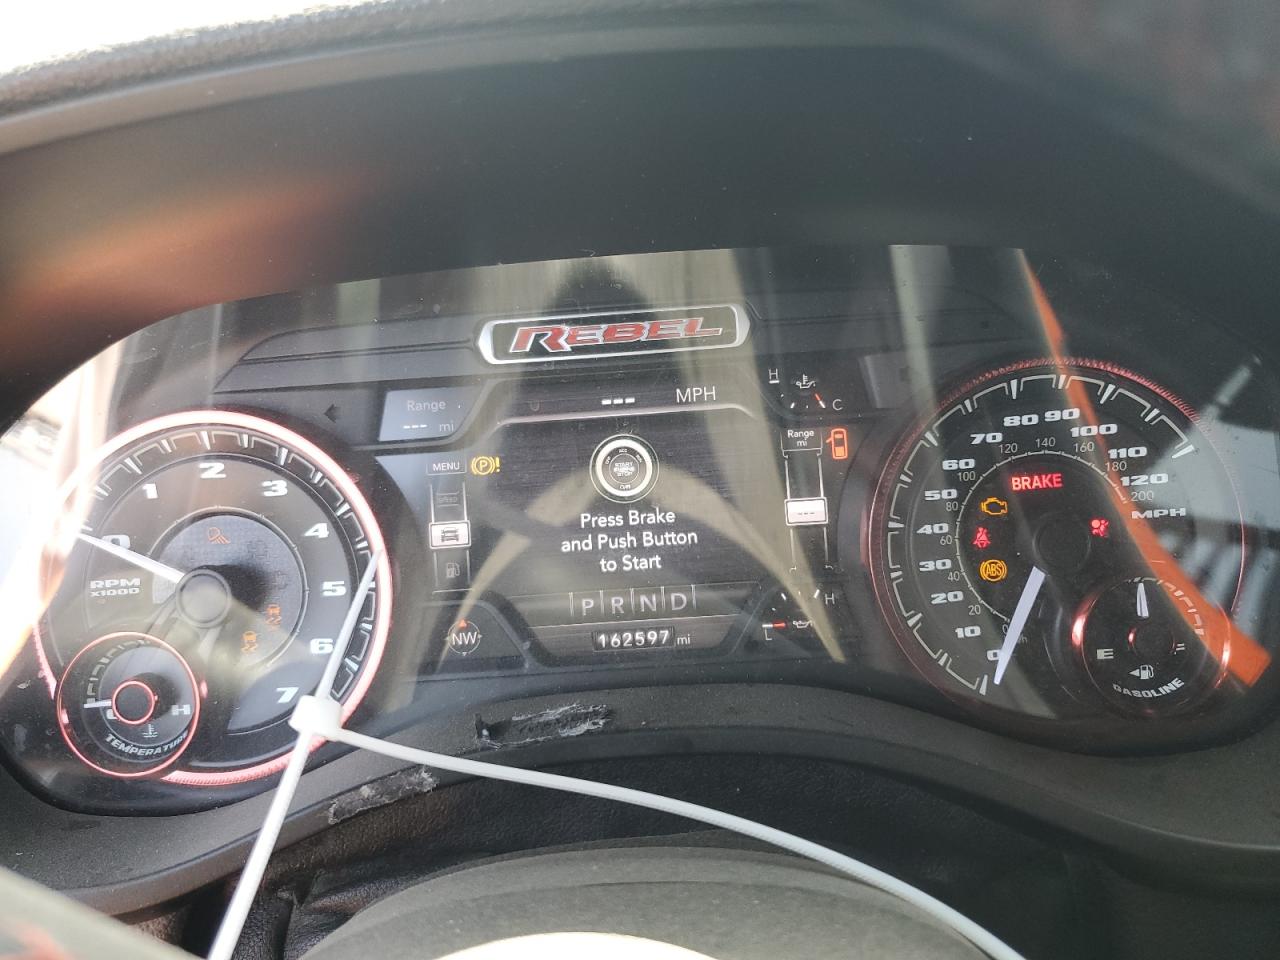 REBEL
Range
--- mi
--- MPH
H
C
MENU
Range
mi
---
Press Brake
and Push Button
to Start
P R N D
NW
162597 mi
L
H
0
1
2
3
4
5
6
7
RPM
X1000
H
TEMPERATURE
0
10
20
30
40
50
60
70
80
90
100
110
120
MPH
20
40
60
80
100
120
140
160
180
200
BRAKE
ABS
E
GASOLINE